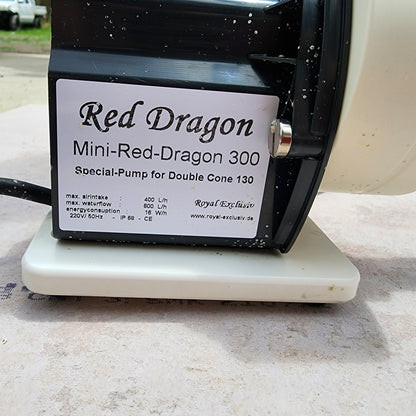 Red Dragon
Mini-Red-Dragon 300
Special-Pump for Double Cone 130
max. airintake : 400 L/h
max. waterflow : 600 L/h
energyconsuption : 16 W/h
220V/ 50Hz - IP 68 - CE
Royal Exclusiv
www.royal-exclusiv.de